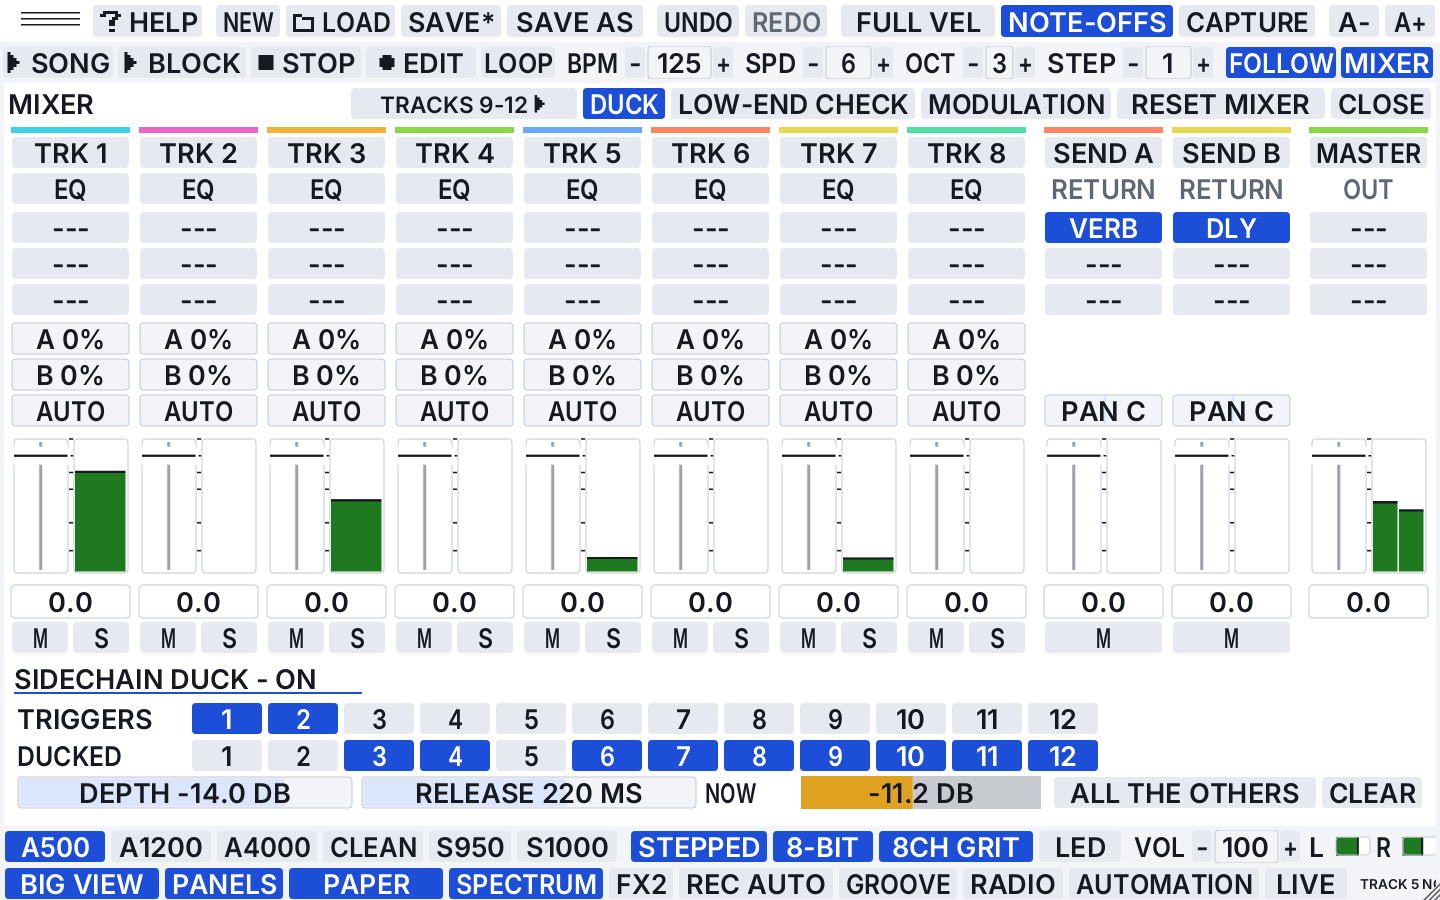 ? HELP NEW LOAD SAVE* SAVE AS UNDO REDO FULL VEL NOTE-OFFS CAPTURE A- A+
SONG BLOCK STOP EDIT LOOP BPM - 125 + SPD - 6 + OCT - 3 + STEP - 1 + FOLLOW MIXER
MIXER TRACKS 9-12 DUCK LOW-END CHECK MODULATION RESET MIXER CLOSE
TRK 1 TRK 2 TRK 3 TRK 4 TRK 5 TRK 6 TRK 7 TRK 8 SEND A SEND B MASTER
EQ EQ EQ EQ EQ EQ EQ EQ RETURN RETURN OUT
--- --- --- --- --- --- --- --- VERB DLY ---
--- --- --- --- --- --- --- --- --- --- ---
--- --- --- --- --- --- --- --- --- --- ---
A 0% A 0% A 0% A 0% A 0% A 0% A 0% A 0%
B 0% B 0% B 0% B 0% B 0% B 0% B 0% B 0%
AUTO AUTO AUTO AUTO AUTO AUTO AUTO AUTO PAN C PAN C
0.0 0.0 0.0 0.0 0.0 0.0 0.0 0.0 0.0 0.0 0.0
M S M S M S M S M S M S M S M S M M
SIDECHAIN DUCK - ON
TRIGGERS 1 2 3 4 5 6 7 8 9 10 11 12
DUCKED 1 2 3 4 5 6 7 8 9 10 11 12
DEPTH -14.0 DB RELEASE 220 MS NOW -11.2 DB ALL THE OTHERS CLEAR
A500 A1200 A4000 CLEAN S950 S1000 STEPPED 8-BIT 8CH GRIT LED VOL - 100 + L R
BIG VIEW PANELS PAPER SPECTRUM FX2 REC AUTO GROOVE RADIO AUTOMATION LIVE TRACK 5